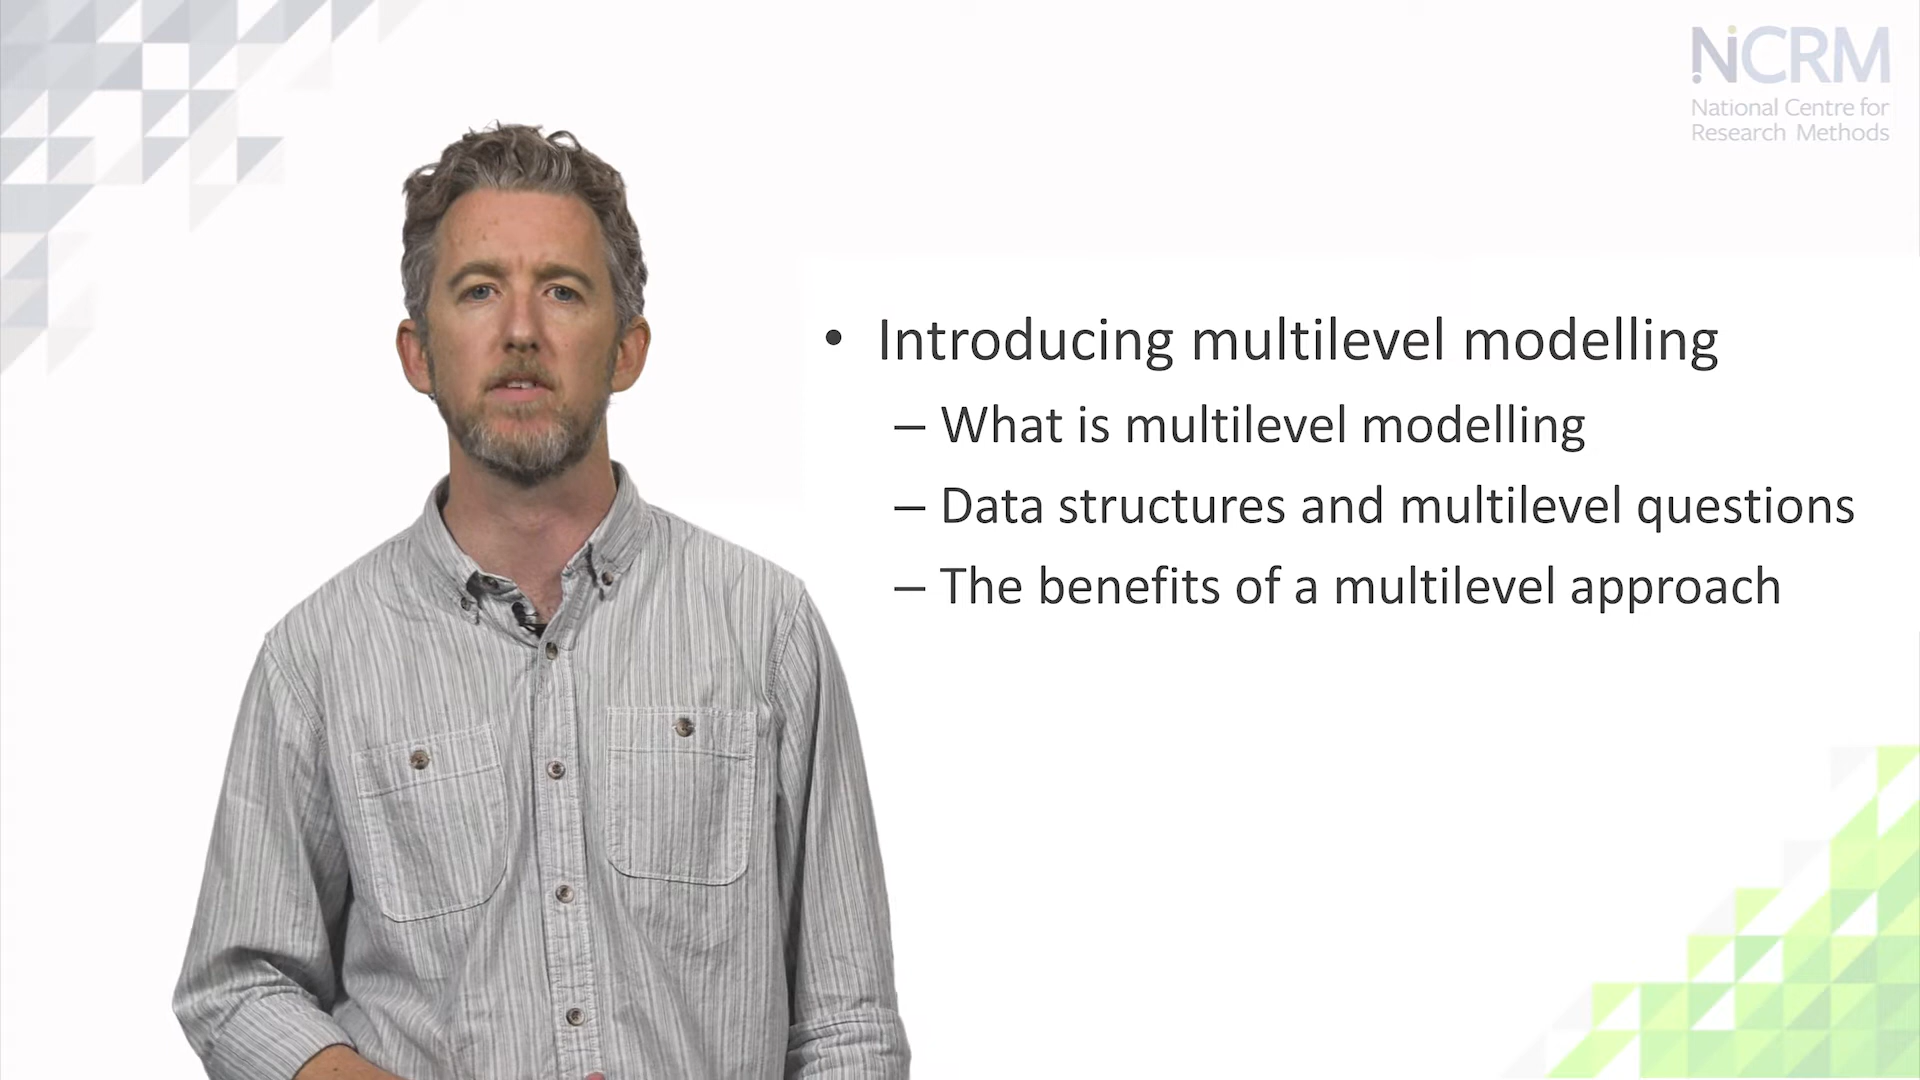 NCRM
National Centre for
Research Methods
• Introducing multilevel modelling
– What is multilevel modelling
– Data structures and multilevel questions
– The benefits of a multilevel approach